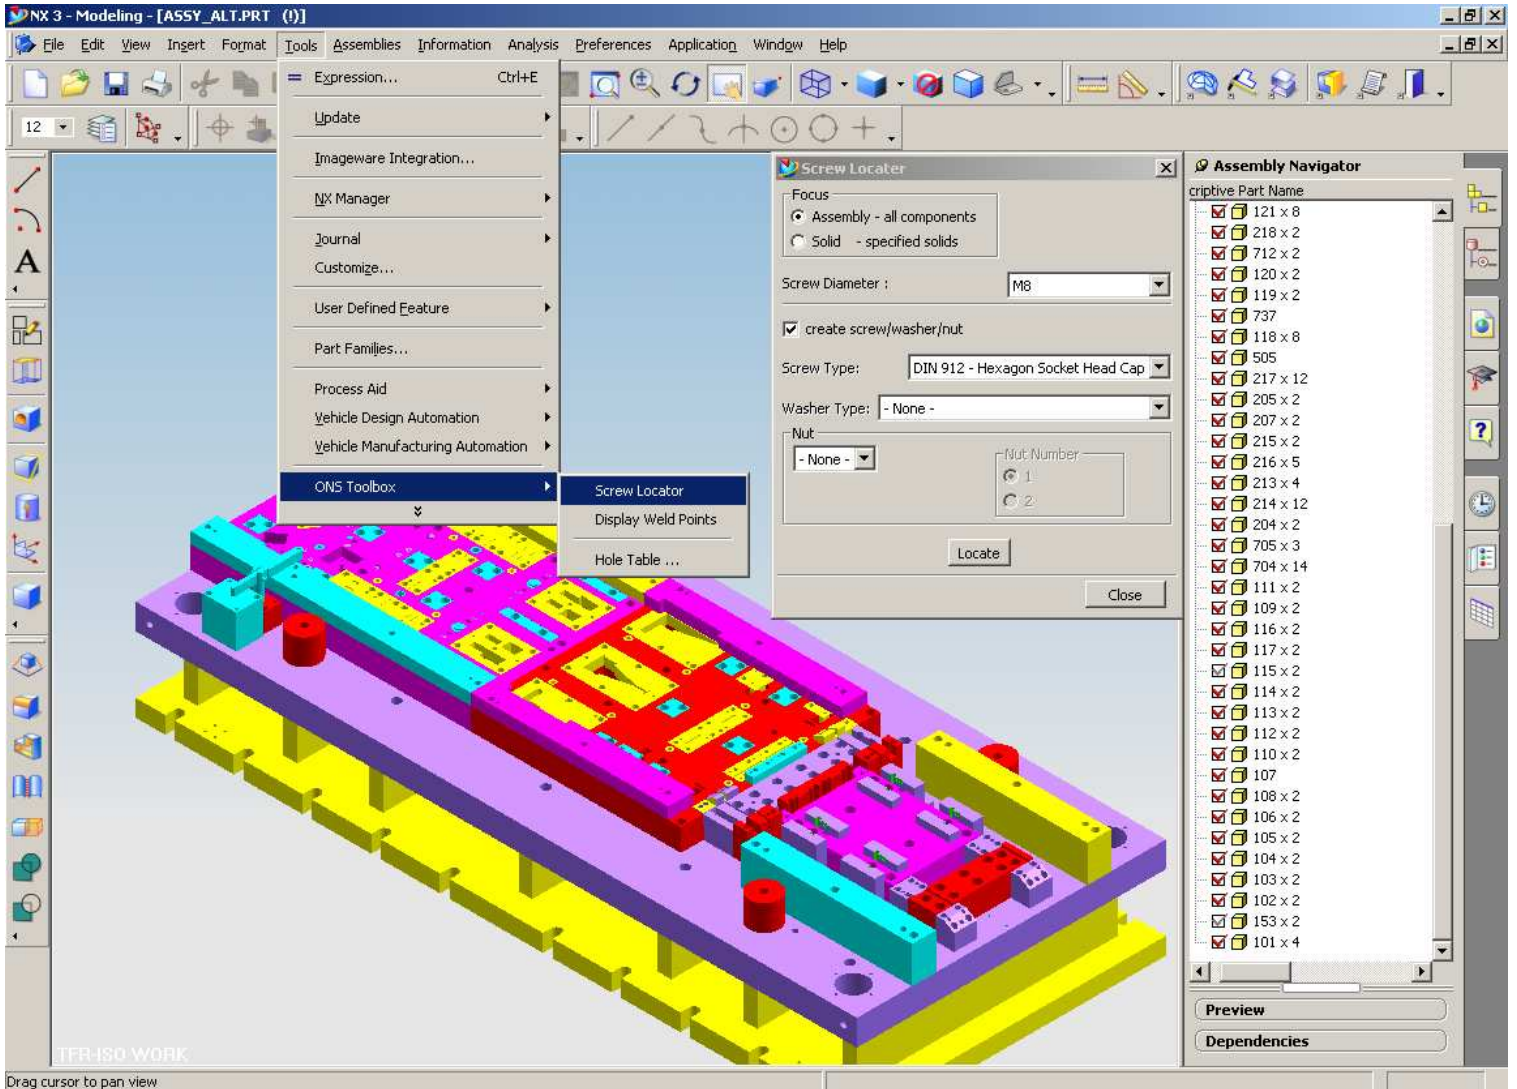 NX 3 - Modeling - [ASSY_ALT.PRT (!)]
File Edit View Insert Format Tools Assemblies Information Analysis Preferences Application Window Help
12
Expression... Ctrl+E
Update
Imageware Integration...
NX Manager
Journal
Customize...
User Defined Feature
Part Families...
Process Aid
Vehicle Design Automation
Vehicle Manufacturing Automation
ONS Toolbox
Screw Locator
Display Weld Points
Hole Table ...
Screw Locater
Focus
Assembly - all components
Solid - specified solids
Screw Diameter : M8
create screw/washer/nut
Screw Type: DIN 912 - Hexagon Socket Head Cap
Washer Type: - None -
Nut
- None -
Nut Number
1
2
Locate
Close
Assembly Navigator
criptive Part Name
121 x 8
218 x 2
712 x 2
120 x 2
119 x 2
737
118 x 8
505
217 x 12
205 x 2
207 x 2
215 x 2
216 x 5
213 x 4
214 x 12
204 x 2
705 x 3
704 x 14
111 x 2
109 x 2
116 x 2
117 x 2
115 x 2
114 x 2
113 x 2
112 x 2
110 x 2
107
108 x 2
106 x 2
105 x 2
104 x 2
103 x 2
102 x 2
153 x 2
101 x 4
Preview
Dependencies
A
TFR-ISO WORK
Drag cursor to pan view